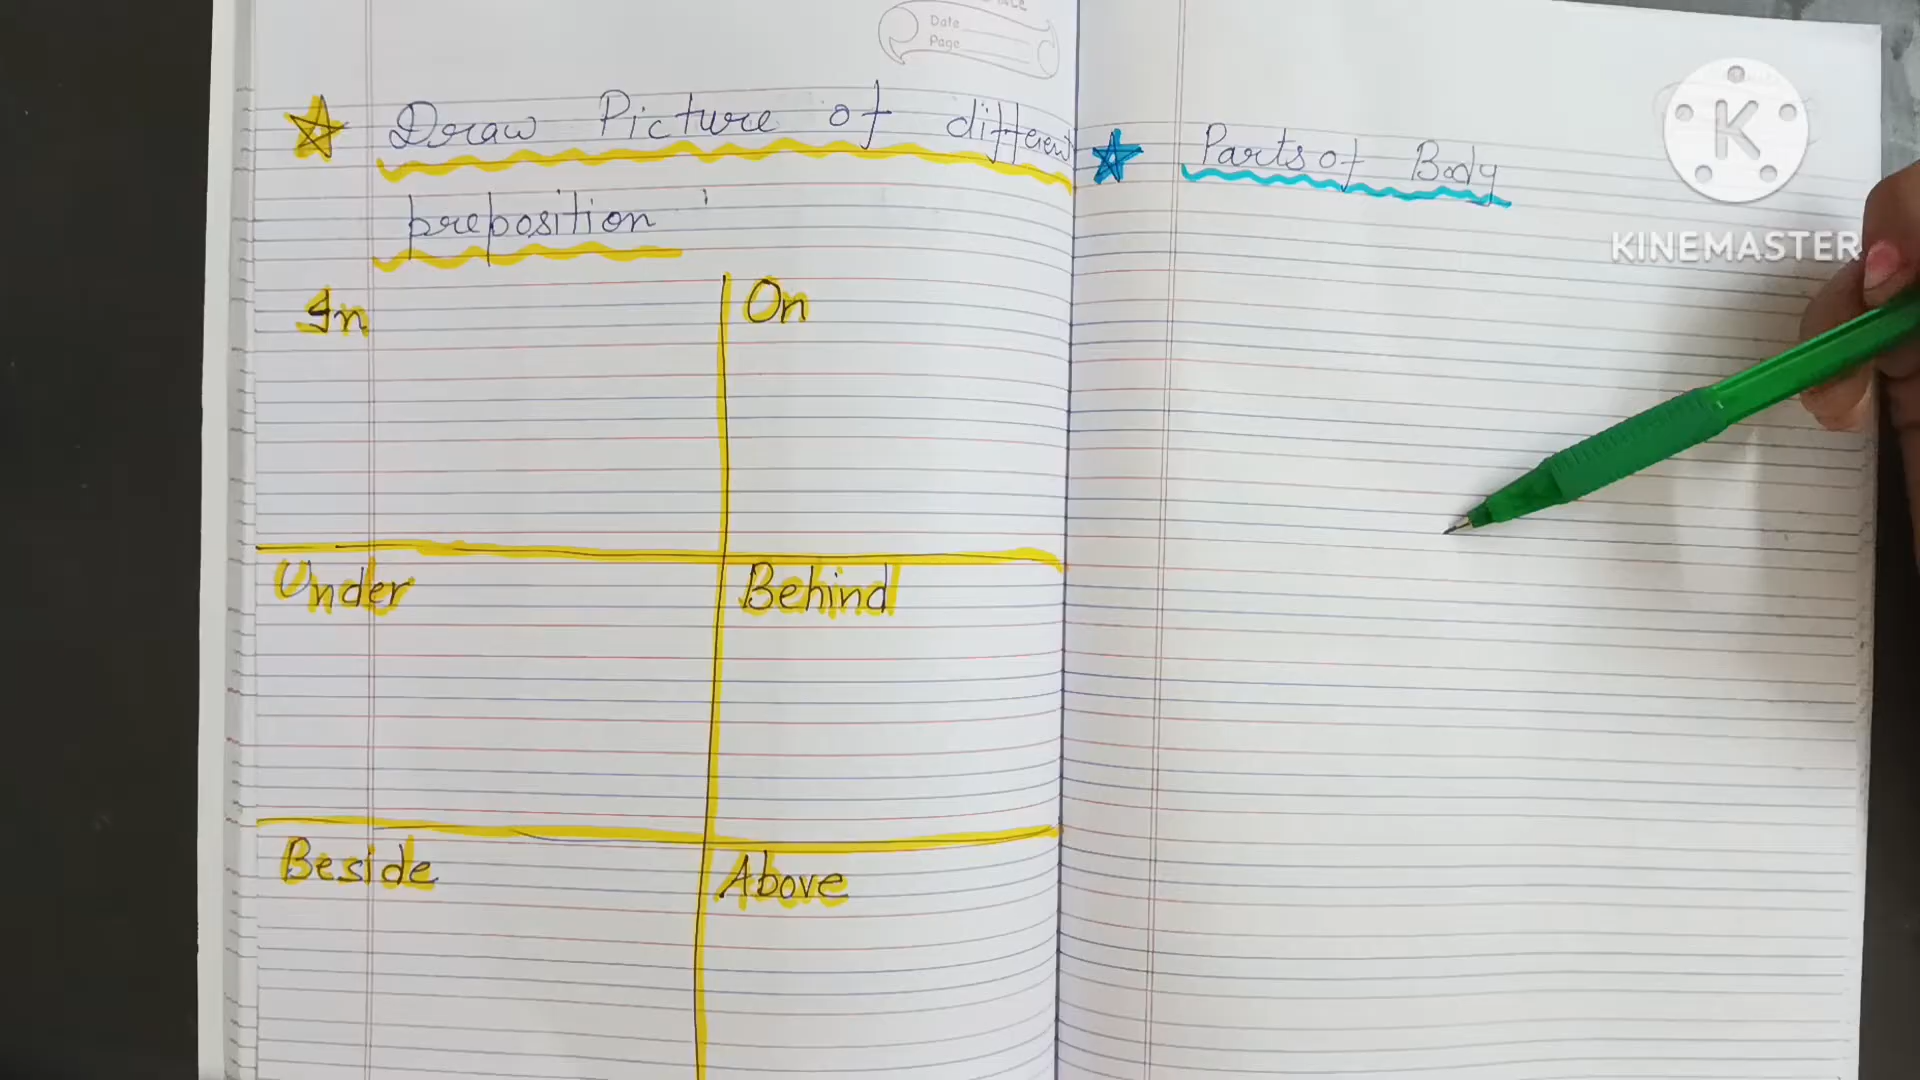 Date
Page
Draw Picture of different
preposition
In
On
Under
Behind
Beside
Above
Parts of Body
K
KINEMASTER